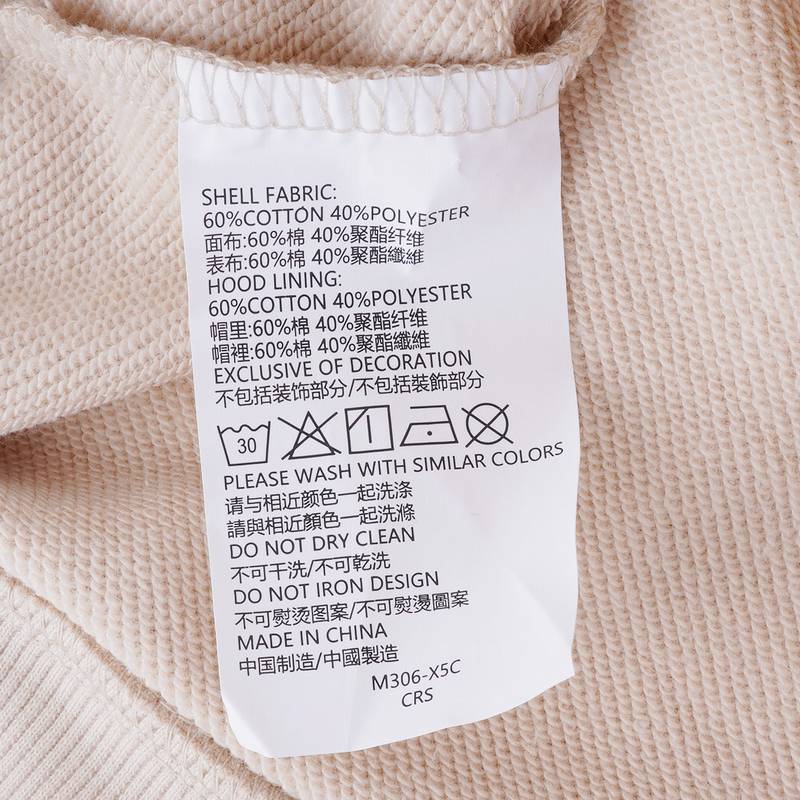 SHELL FABRIC:
60%COTTON 40%POLYESTER
面布:60%棉 40%聚酯纤维
表布:60%棉 40%聚酯纖維
HOOD LINING:
60%COTTON 40%POLYESTER
帽里:60%棉 40%聚酯纤维
帽裡:60%棉 40%聚酯纖維
EXCLUSIVE OF DECORATION
不包括装饰部分/不包括裝飾部分
30
PLEASE WASH WITH SIMILAR COLORS
请与相近颜色一起洗涤
請與相近顏色一起洗滌
DO NOT DRY CLEAN
不可干洗/不可乾洗
DO NOT IRON DESIGN
不可熨烫图案/不可熨燙圖案
MADE IN CHINA
中国制造/中國製造
M306-X5C
CRS